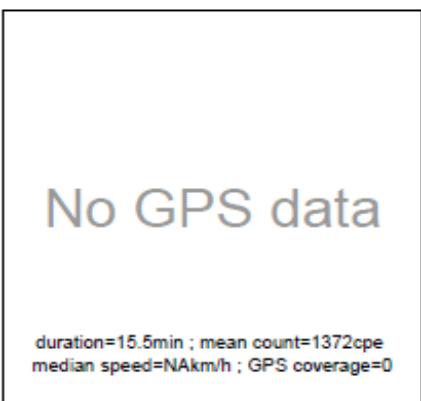 No GPS data
duration=15.5min ; mean count=1372cpe
median speed=NAkm/h ; GPS coverage=0